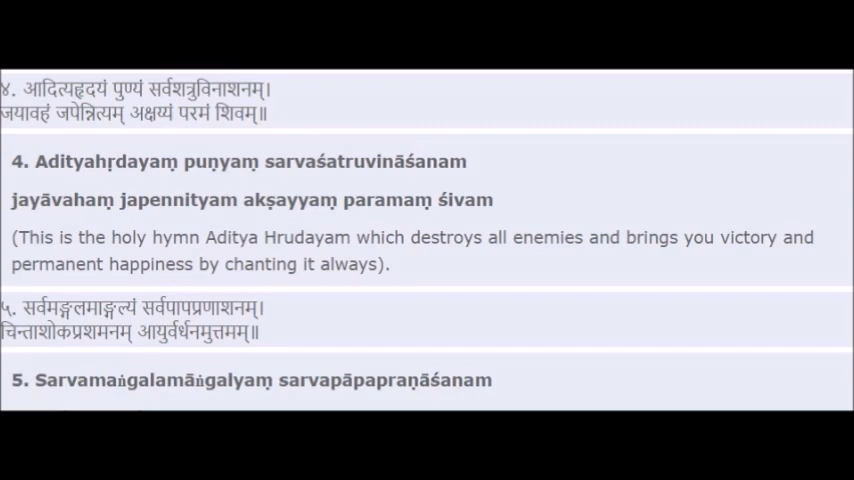 ४. आदित्यहृदयं पुण्यं सर्वशत्रुविनाशनम्।
जयावहं जपेन्नित्यम् अक्षय्यं परमं शिवम्॥
4. Adityahṛdayaṃ puṇyaṃ sarvaśatruvināśanam
jayāvahaṃ japennityam akṣayyaṃ paramaṃ śivam
(This is the holy hymn Aditya Hrudayam which destroys all enemies and brings you victory and
permanent happiness by chanting it always).
५. सर्वमङ्गलमाङ्गल्यं सर्वपापप्रणाशनम्।
चिन्ताशोकप्रशमनम् आयुर्वर्धनमुत्तमम्॥
5. Sarvamaṅgalamāṅgalyaṃ sarvapāpapraṇāśanam